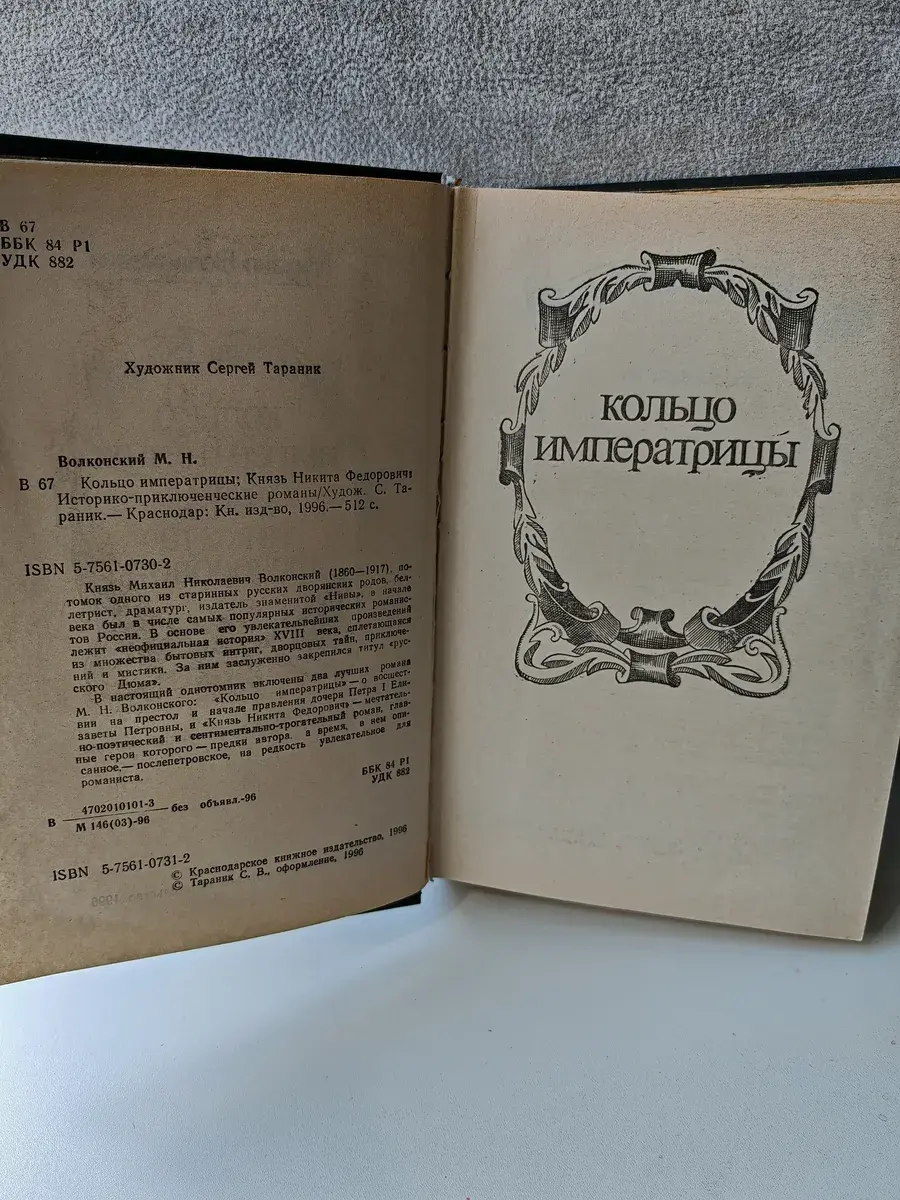 В 67
ББК 84 Р1
УДК 882
Художник Сергей Тараник
Волконский М. Н.
В 67 Кольцо императрицы; Князь Никита Федорович:
Историко-приключенческие романы/Худож. С. Та-
раник.— Краснодар: Кн. изд-во, 1996.— 512 с.
ISBN 5-7561-0730-2
Князь Михаил Николаевич Волконский (1860—1917), по-
томок одного из старинных русских дворянских родов, бел-
летрист, драматург, издатель знаменитой «Нивы», в начале
века был в числе самых популярных исторических романис-
тов России. В основе его увлекательнейших произведений
лежит «неофициальная история» XVIII века, сплетающаяся
из множества бытовых интриг, дворцовых тайн, приключе-
ний и мистики. За ним заслуженно закрепился титул «рус-
ского Дюма».
В настоящий однотомник включены два лучших романа
М. Н. Волконского: «Кольцо императрицы» — о восшест-
вии на престол и начале правления дочери Петра I Ели-
заветы Петровны, и «Князь Никита Федорович» — мечтатель-
но-поэтический и сентиментально-трогательный роман, глав-
ные герои которого — предки автора, а время, в нем опи-
санное,— послепетровское, на редкость увлекательное для
романиста.
ББК 84 Р1
УДК 882
В 4702010101-3 без объявл.-96
М 146(03)-96
ISBN 5-7561-0731-2
© Краснодарское книжное издательство, 1996
© Тараник С. В., оформление, 1996
кольцо
императрицы